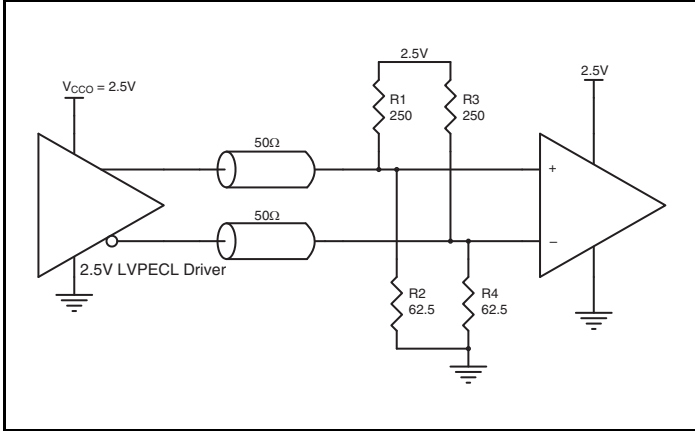 2.5V
V_CCO = 2.5V
2.5V
R1
250
R3
250
50Ω
+
50Ω
−
2.5V LVPECL Driver
R2
62.5
R4
62.5